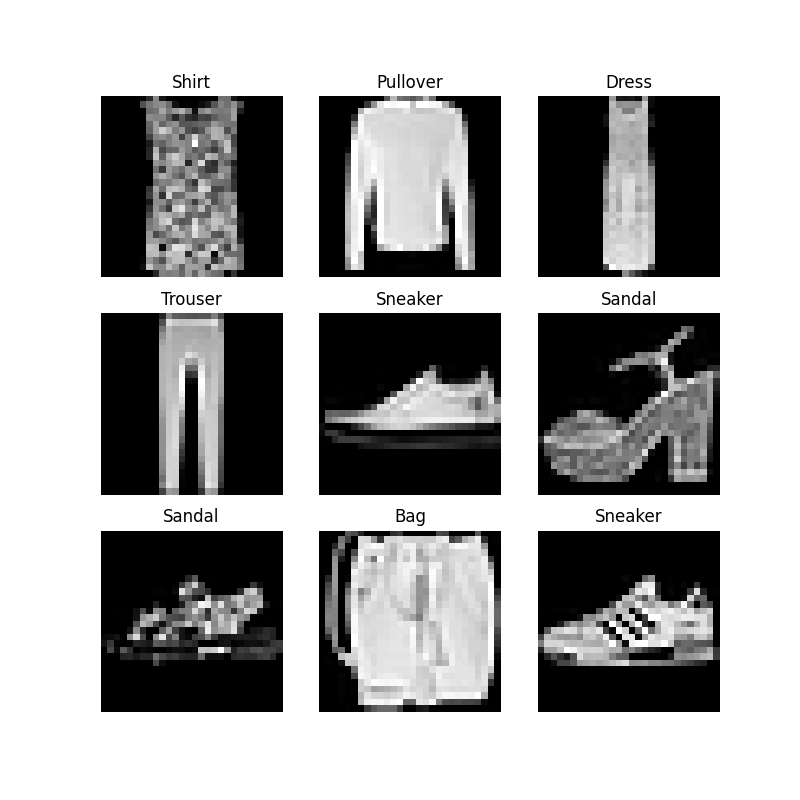 Shirt
Pullover
Dress
Trouser
Sneaker
Sandal
Sandal
Bag
Sneaker